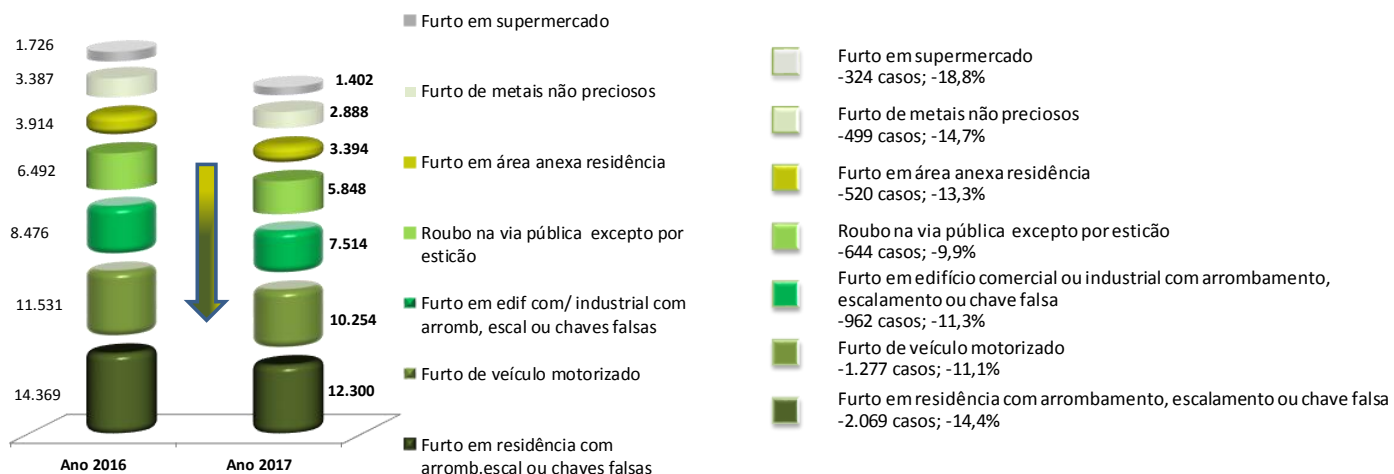 1.726
3.387
3.914
6.492
8.476
11.531
14.369
1.402
2.888
3.394
5.848
7.514
10.254
12.300
Ano 2016
Ano 2017
Furto em supermercado
Furto de metais não preciosos
Furto em área anexa residência
Roubo na via pública excepto por
esticão
Furto em edif com/ industrial com
arromb, escal ou chaves falsas
Furto de veículo motorizado
Furto em residência com
arromb.escal ou chaves falsas
Furto em supermercado
-324 casos; -18,8%
Furto de metais não preciosos
-499 casos; -14,7%
Furto em área anexa residência
-520 casos; -13,3%
Roubo na via pública excepto por esticão
-644 casos; -9,9%
Furto em edifício comercial ou industrial com arrombamento,
escalamento ou chave falsa
-962 casos; -11,3%
Furto de veículo motorizado
-1.277 casos; -11,1%
Furto em residência com arrombamento, escalamento ou chave falsa
-2.069 casos; -14,4%